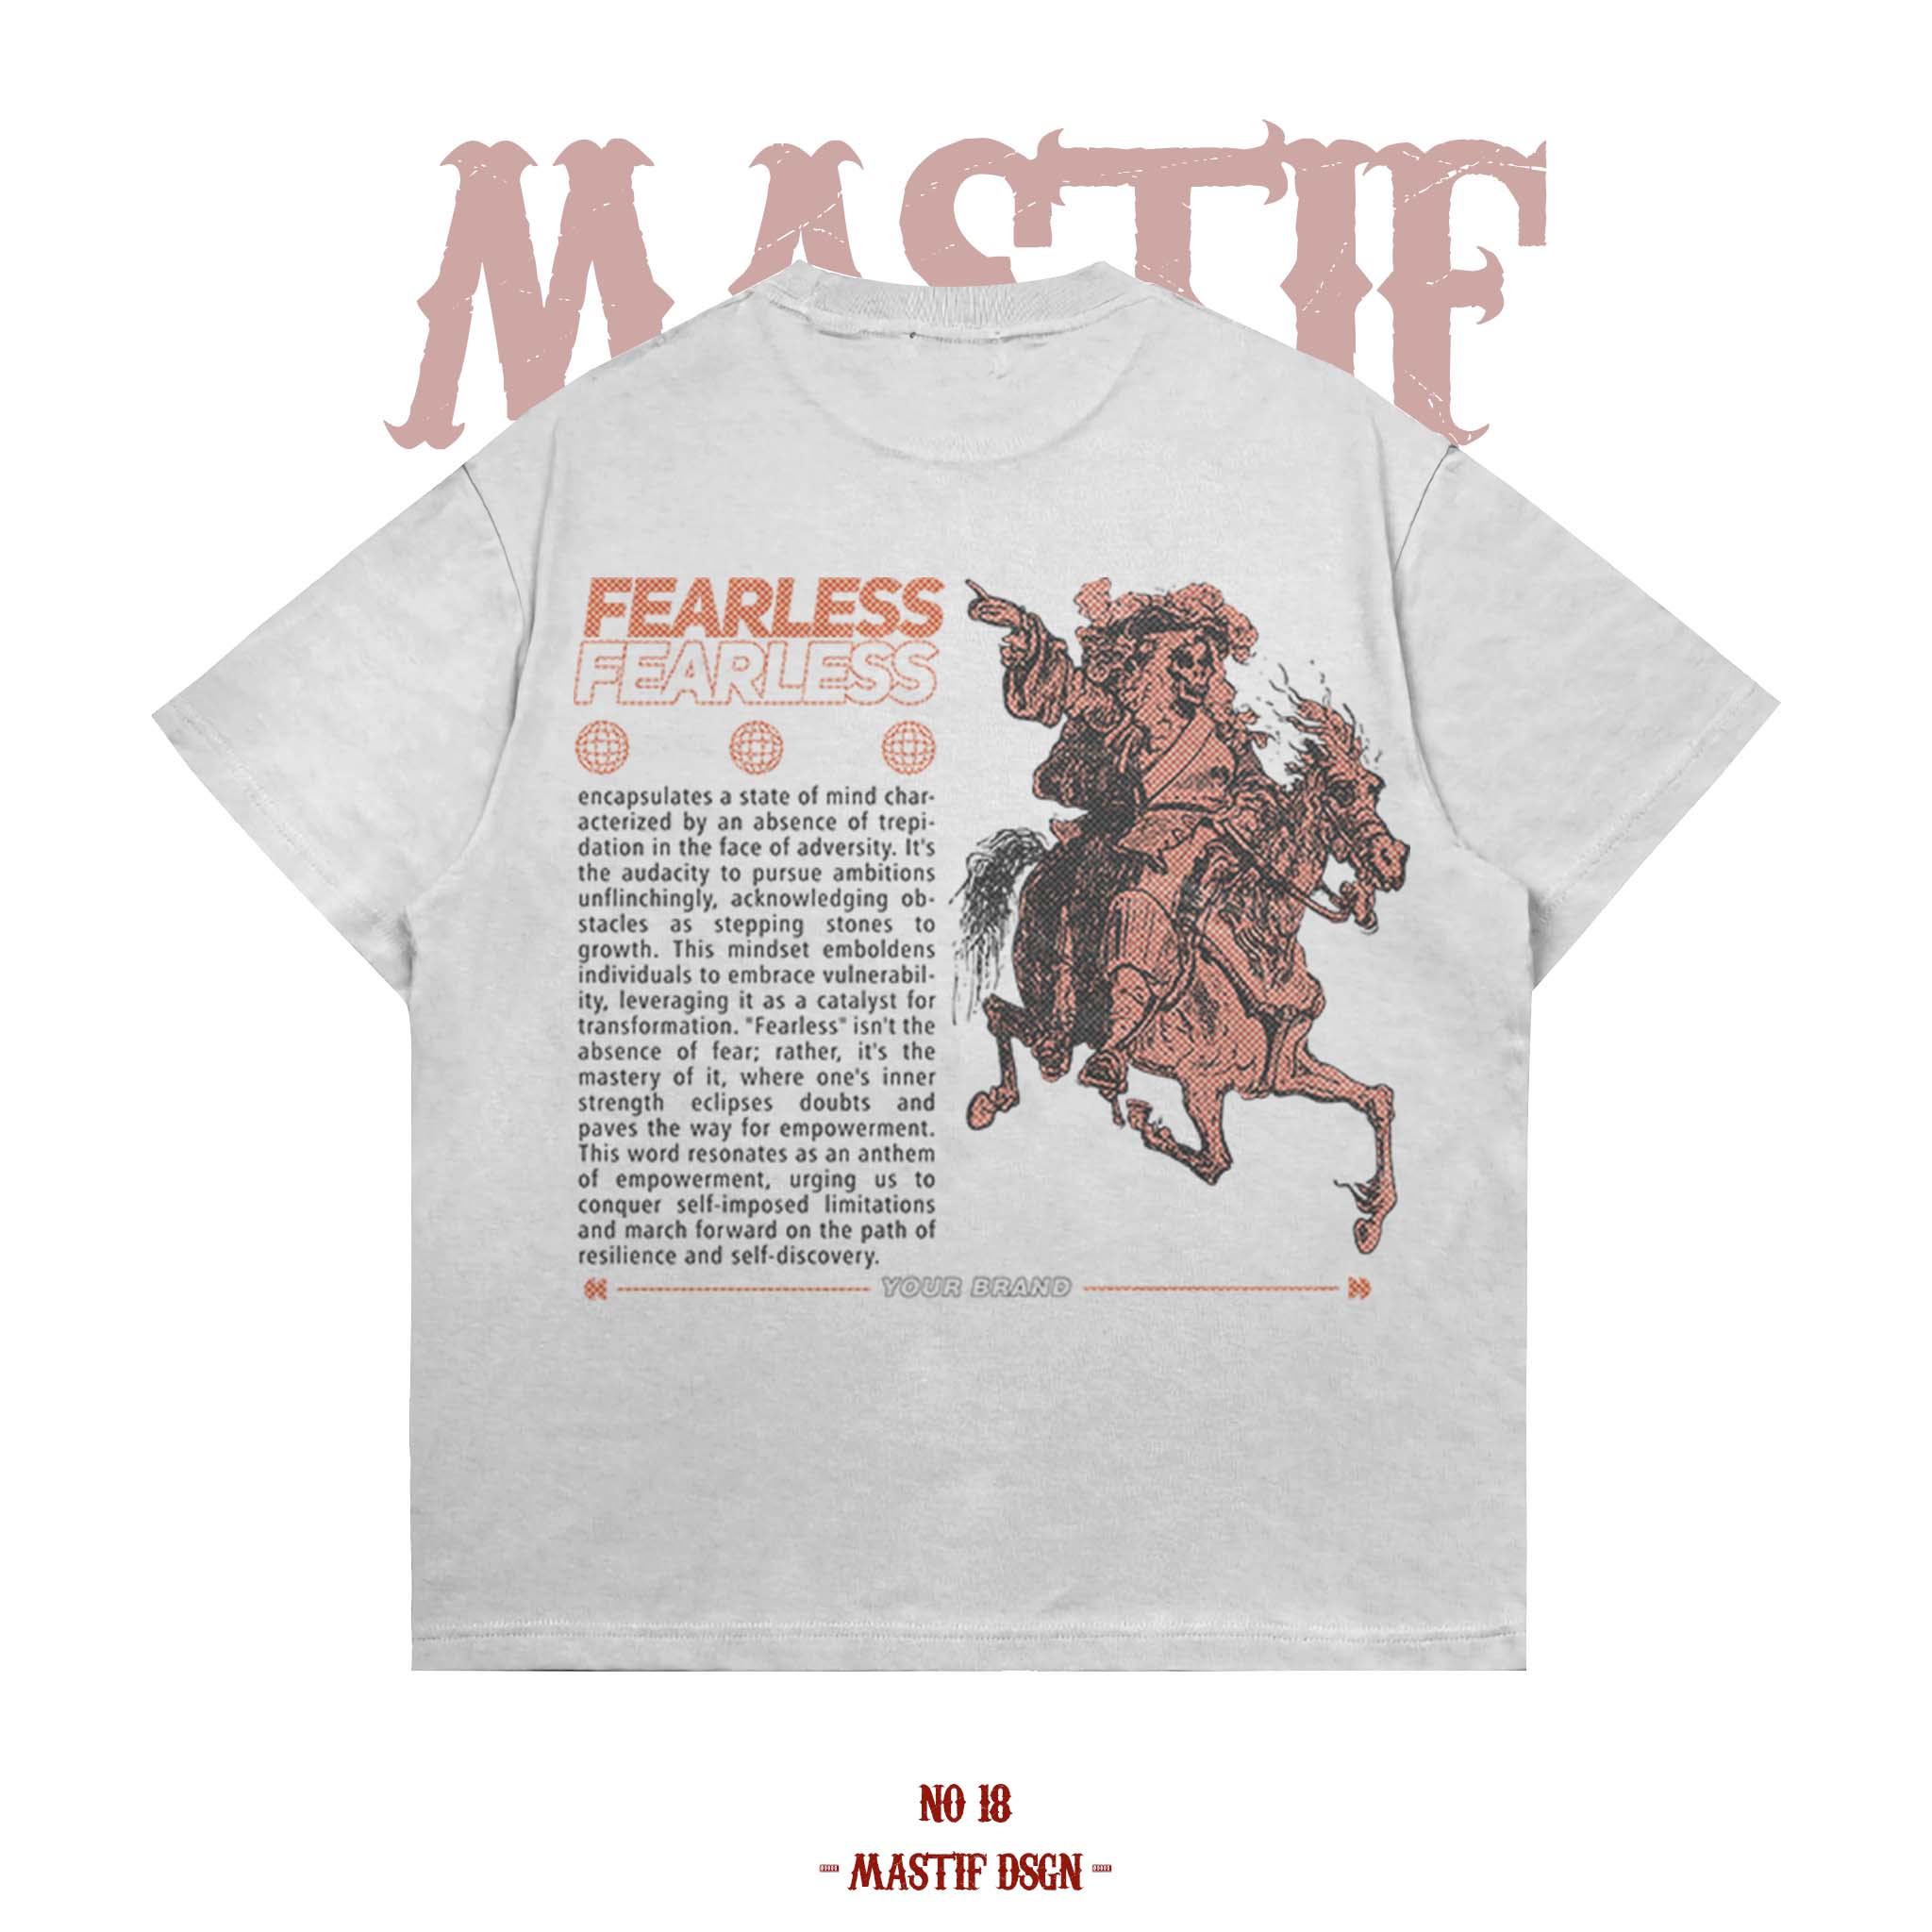 MASTIF
FEARLESS
FEARLESS
encapsulates a state of mind char-
acterized by an absence of trepi-
dation in the face of adversity. It's
the audacity to pursue ambitions
unflinchingly, acknowledging ob-
stacles as stepping stones to
growth. This mindset emboldens
individuals to embrace vulnerabil-
ity, leveraging it as a catalyst for
transformation. "Fearless" isn't the
absence of fear; rather, it's the
mastery of it, where one's inner
strength eclipses doubts and
paves the way for empowerment.
This word resonates as an anthem
of empowerment, urging us to
conquer self-imposed limitations
and march forward on the path of
resilience and self-discovery.
YOUR BRAND
NO 18
- MASTIF DSGN -